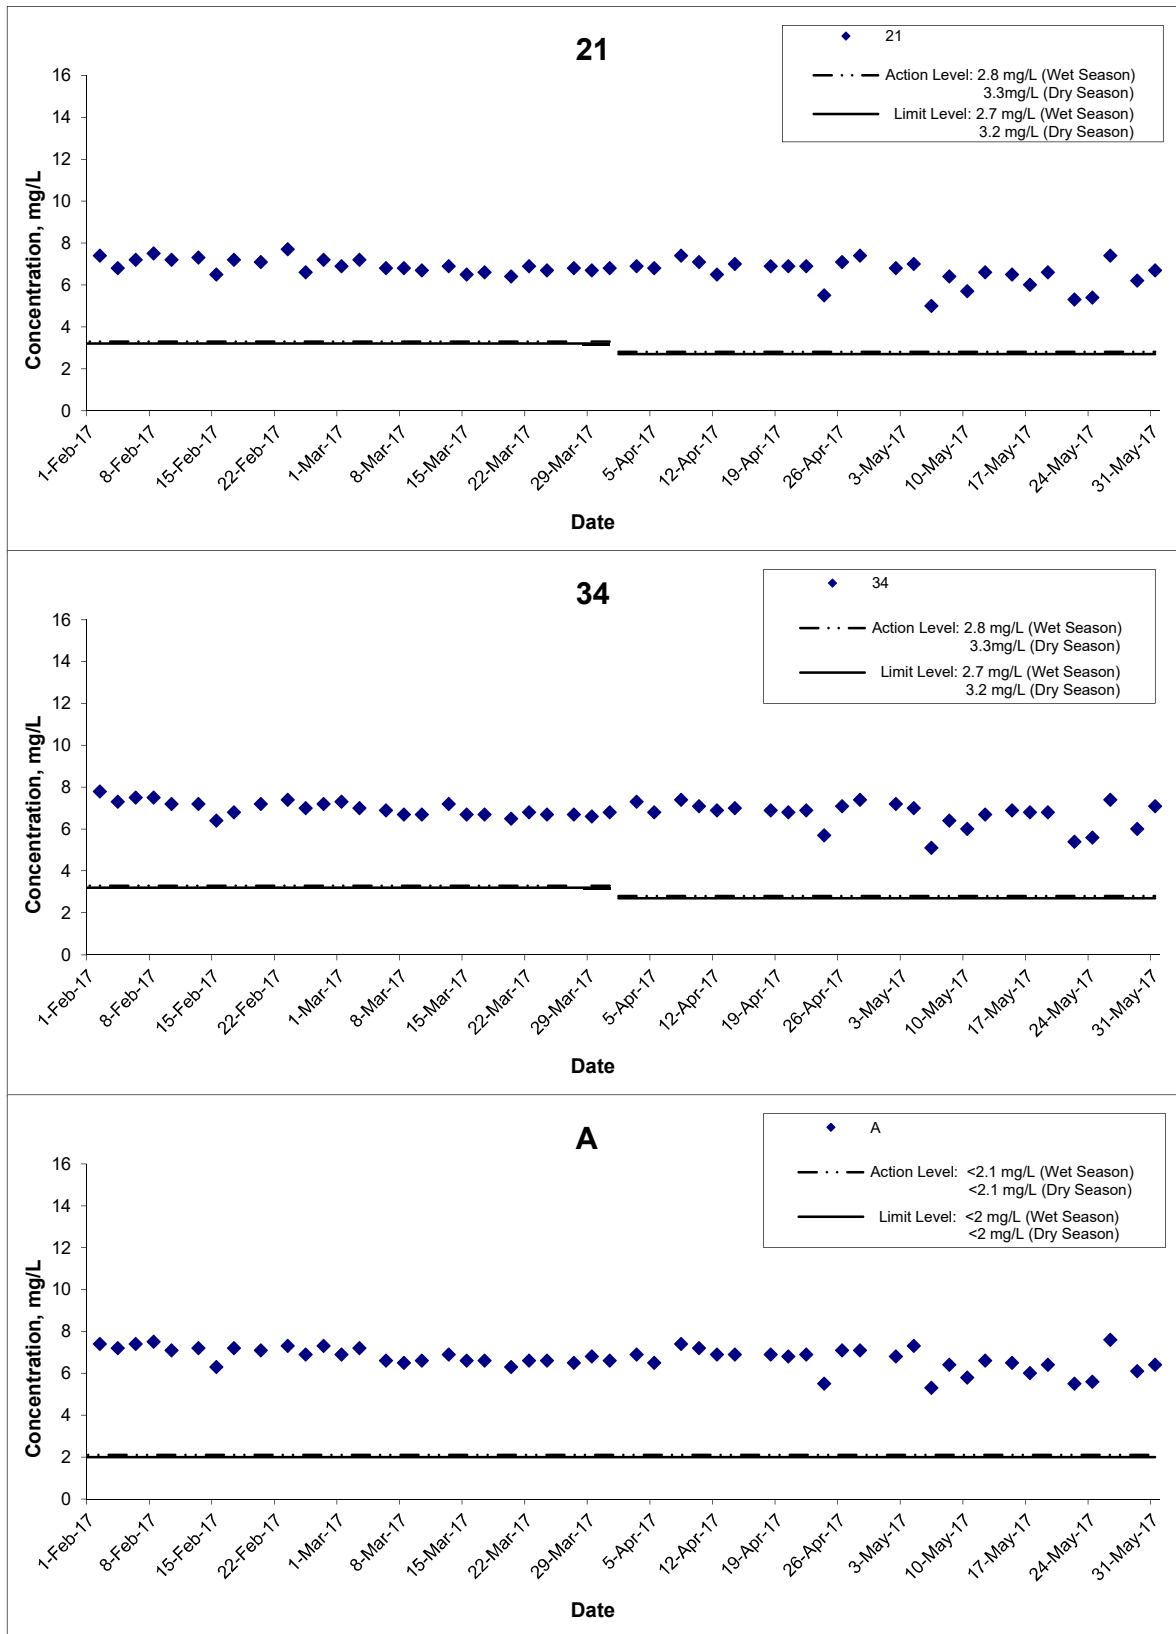 21
21
Action Level: 2.8 mg/L (Wet Season)
3.3mg/L (Dry Season)
Limit Level: 2.7 mg/L (Wet Season)
3.2 mg/L (Dry Season)
Concentration, mg/L
16
14
12
10
8
6
4
2
0
1-Feb-17
8-Feb-17
15-Feb-17
22-Feb-17
1-Mar-17
8-Mar-17
15-Mar-17
22-Mar-17
29-Mar-17
5-Apr-17
12-Apr-17
19-Apr-17
26-Apr-17
3-May-17
10-May-17
17-May-17
24-May-17
31-May-17
Date
34
34
Action Level: 2.8 mg/L (Wet Season)
3.3mg/L (Dry Season)
Limit Level: 2.7 mg/L (Wet Season)
3.2 mg/L (Dry Season)
Concentration, mg/L
16
14
12
10
8
6
4
2
0
1-Feb-17
8-Feb-17
15-Feb-17
22-Feb-17
1-Mar-17
8-Mar-17
15-Mar-17
22-Mar-17
29-Mar-17
5-Apr-17
12-Apr-17
19-Apr-17
26-Apr-17
3-May-17
10-May-17
17-May-17
24-May-17
31-May-17
Date
A
A
Action Level: <2.1 mg/L (Wet Season)
<2.1 mg/L (Dry Season)
Limit Level: <2 mg/L (Wet Season)
<2 mg/L (Dry Season)
Concentration, mg/L
16
14
12
10
8
6
4
2
0
1-Feb-17
8-Feb-17
15-Feb-17
22-Feb-17
1-Mar-17
8-Mar-17
15-Mar-17
22-Mar-17
29-Mar-17
5-Apr-17
12-Apr-17
19-Apr-17
26-Apr-17
3-May-17
10-May-17
17-May-17
24-May-17
31-May-17
Date